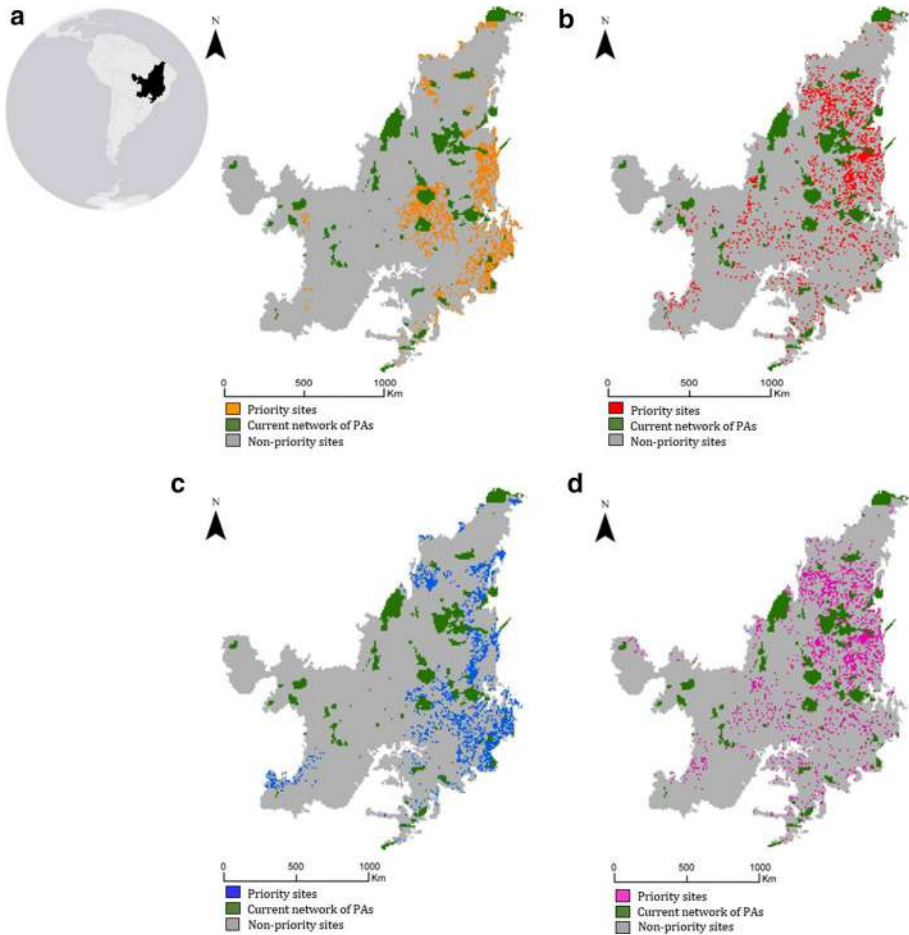 a
N
b
N
0 500 1000
Km
Priority sites
Current network of PAs
Non-priority sites
0 500 1000
Km
Priority sites
Current network of PAs
Non-priority sites
c
N
d
N
0 500 1000
Km
Priority sites
Current network of PAs
Non-priority sites
0 500 1000
Km
Priority sites
Current network of PAs
Non-priority sites